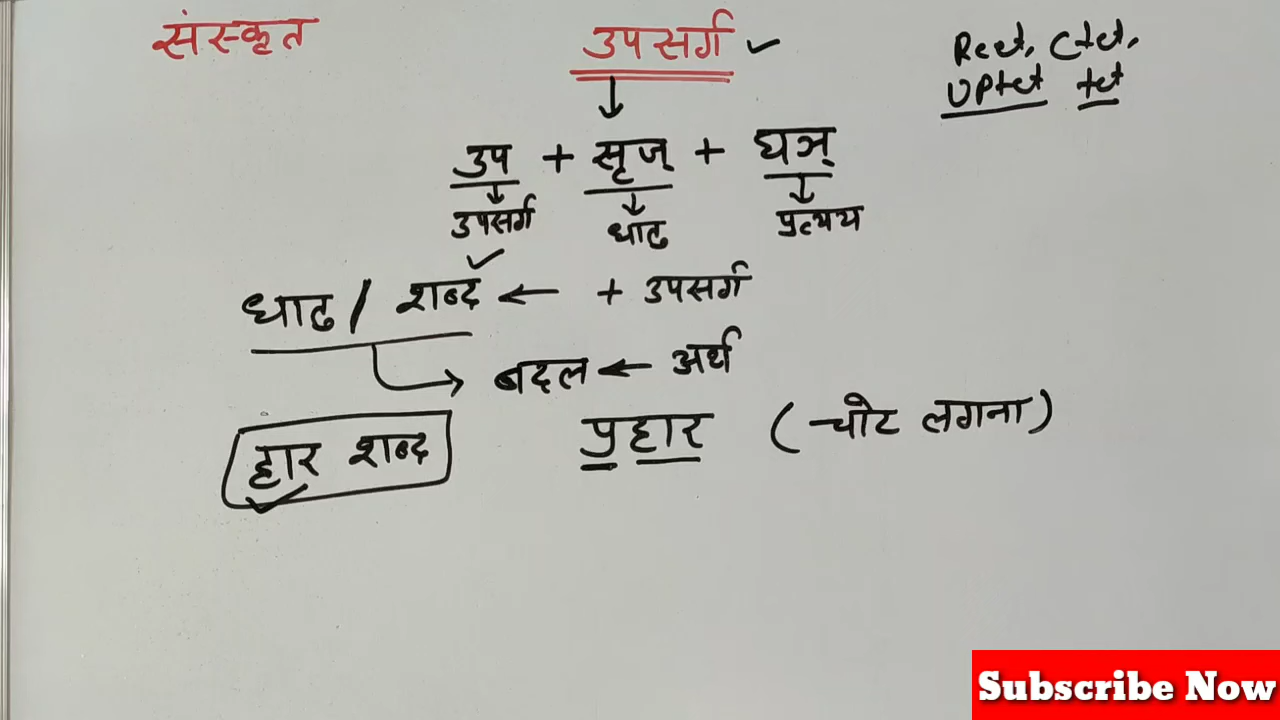 संस्कृत
उपसर्ग
Reet, Ctet,
UPtet tet
उप + सृज् + घञ्
उपसर्ग धातु प्रत्यय
धातु / शब्द ← + उपसर्ग
बदल ← अर्थ
हार शब्द
प्रहार (चोट लगना)
Subscribe Now